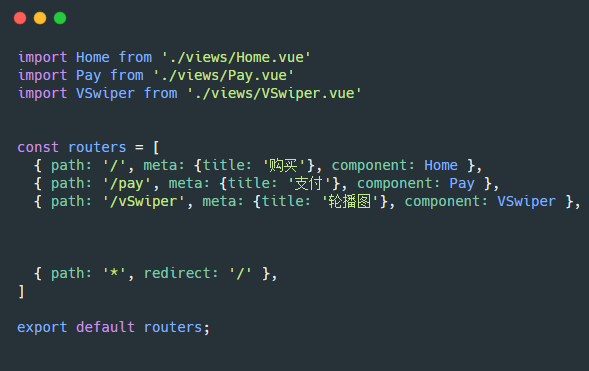 import Home from './views/Home.vue'
import Pay from './views/Pay.vue'
import VSwiper from './views/VSwiper.vue'
const routers = [
{ path: '/', meta: {title: '购买'}, component: Home },
{ path: '/pay', meta: {title: '支付'}, component: Pay },
{ path: '/vSwiper', meta: {title: '轮播图'}, component: VSwiper },
{ path: '*', redirect: '/' },
]
export default routers;